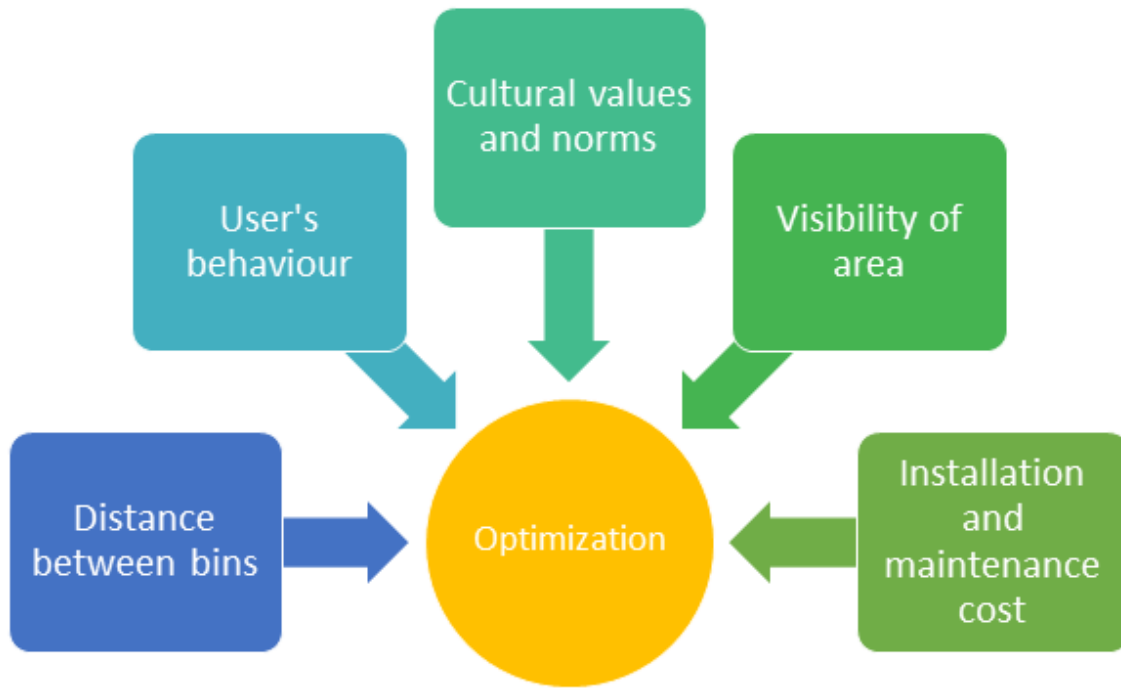 Cultural values
and norms
User's
behaviour
Visibility of
area
Distance
between bins
Optimization
Installation
and
maintenance
cost